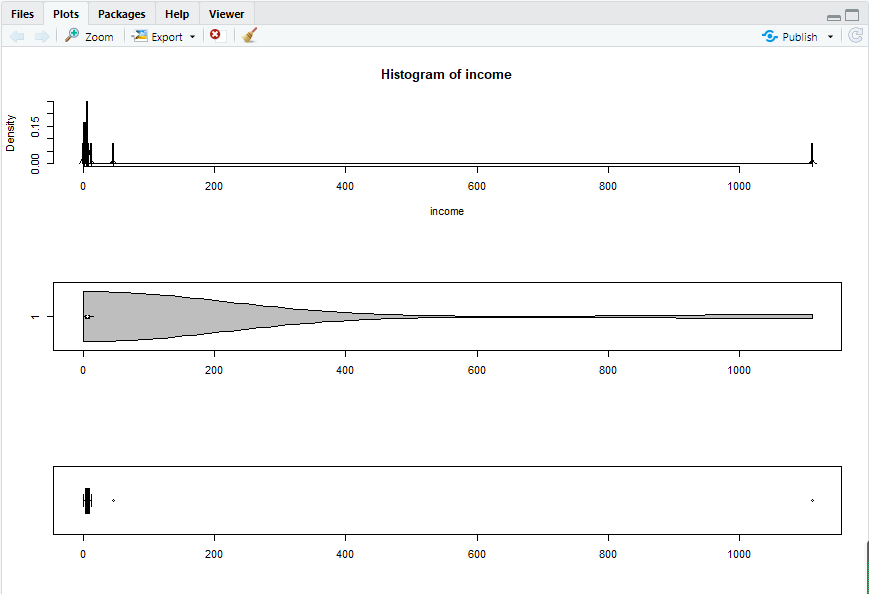 Files Plots Packages Help Viewer
Zoom Export Publish
Histogram of income
Density
0.00 0.15
0 200 400 600 800 1000
income
1
0 200 400 600 800 1000
0 200 400 600 800 1000